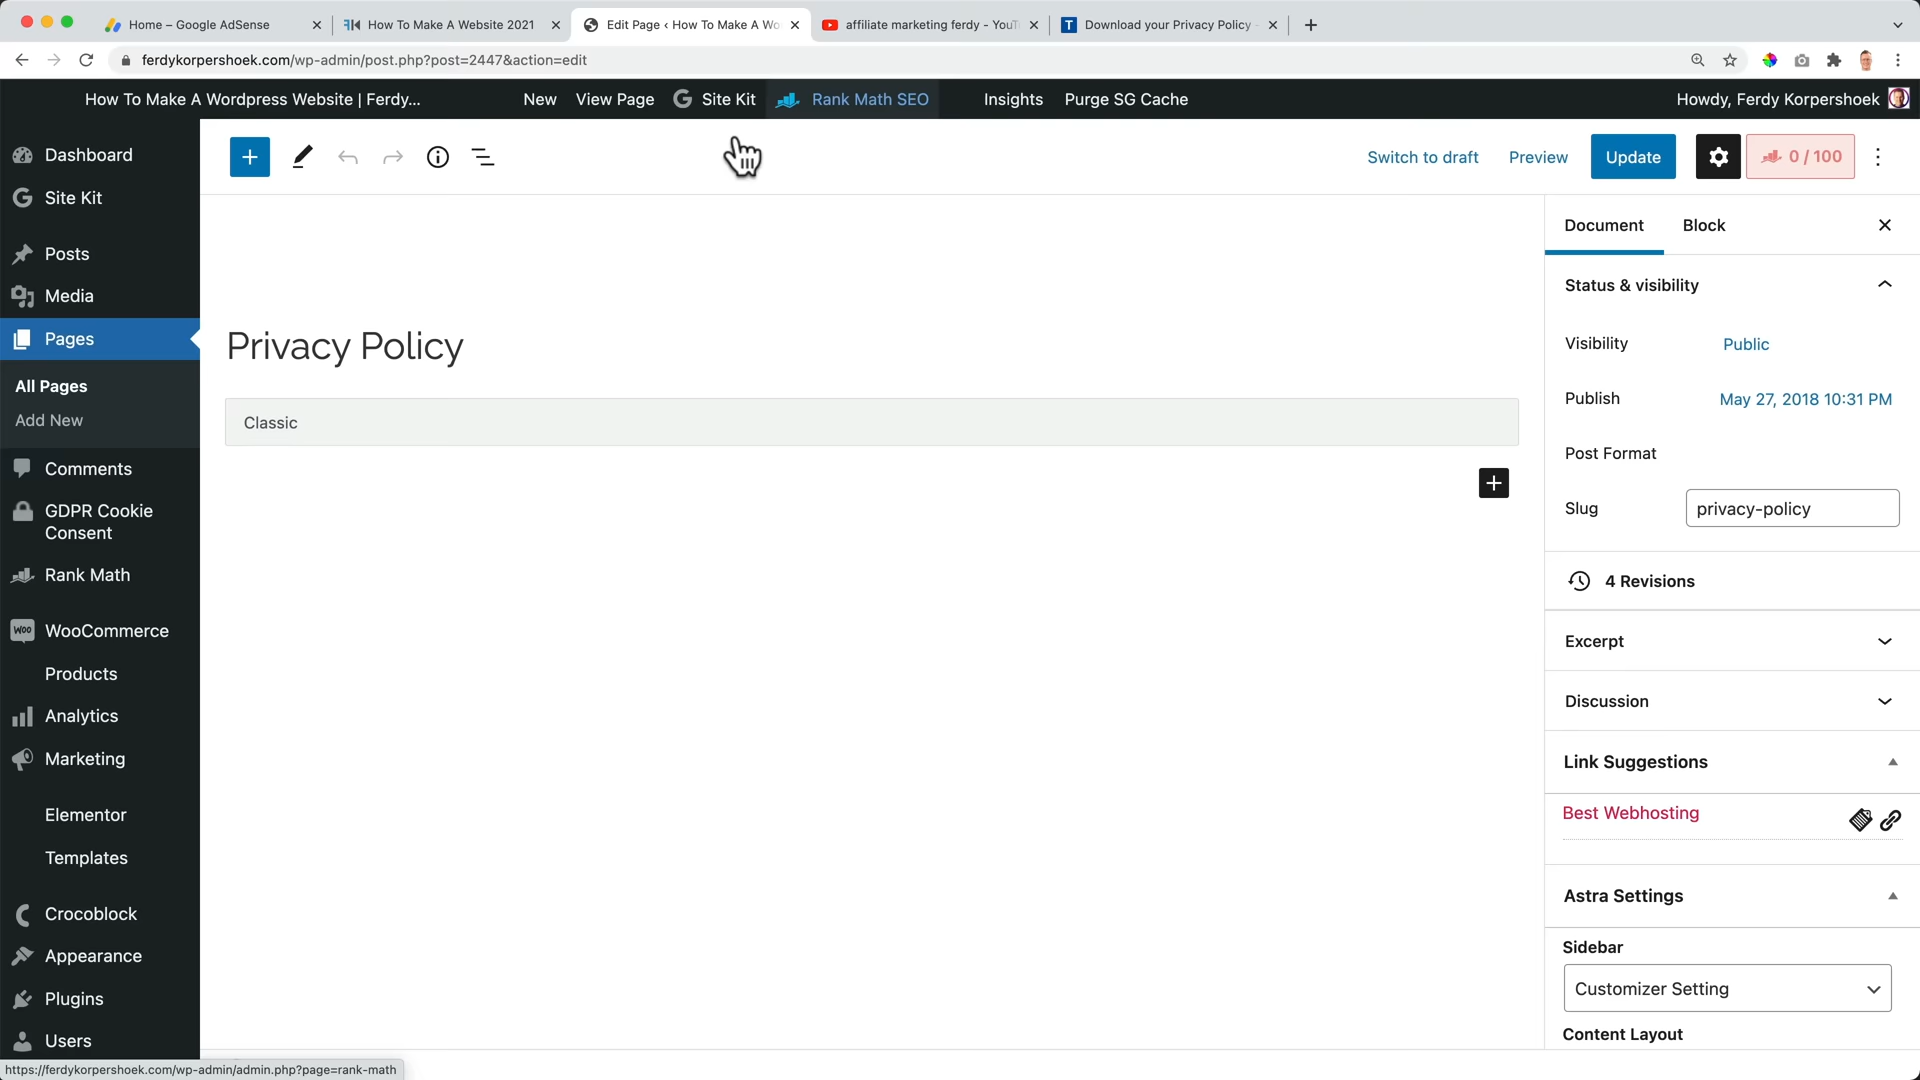 Home – Google AdSense
How To Make A Website 2021
Edit Page ‹ How To Make A Wo
affiliate marketing ferdy - YouT
T
Download your Privacy Policy -
ferdykorpershoek.com/wp-admin/post.php?post=2447&action=edit
How To Make A Wordpress Website | Ferdy...
New
View Page
Site Kit
Rank Math SEO
Insights
Purge SG Cache
Howdy, Ferdy Korpershoek
Dashboard
Site Kit
Posts
Media
Pages
All Pages
Add New
Comments
GDPR Cookie
Consent
Rank Math
WOO
WooCommerce
Products
Analytics
Marketing
Elementor
Templates
Crocoblock
Appearance
Plugins
Users
https://ferdykorpershoek.com/wp-admin/admin.php?page=rank-math
Switch to draft
Preview
Update
0 / 100
Privacy Policy
Classic
Document
Block
Status & visibility
Visibility
Public
Publish
May 27, 2018 10:31 PM
Post Format
Slug
privacy-policy
4 Revisions
Excerpt
Discussion
Link Suggestions
Best Webhosting
Astra Settings
Sidebar
Customizer Setting
Content Layout